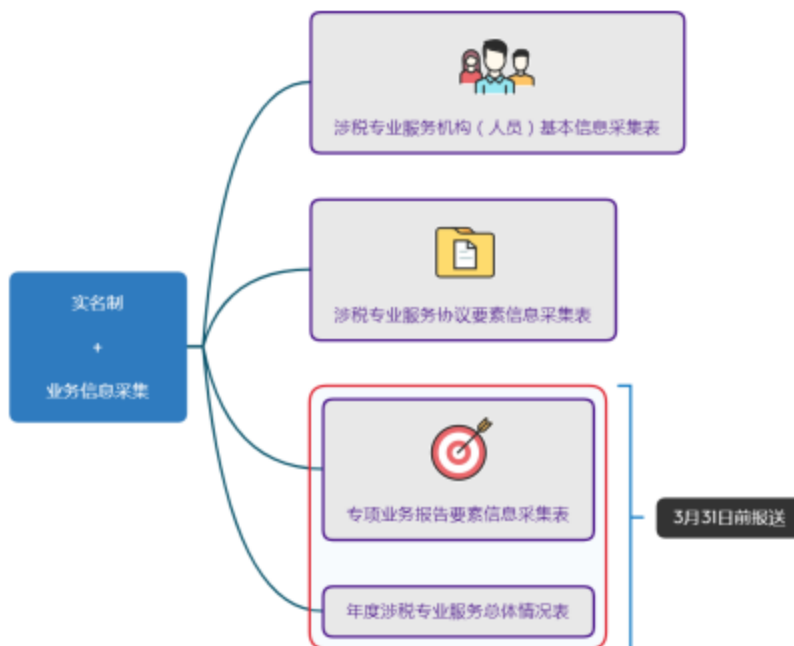 涉税专业服务机构（人员）基本信息采集表
涉税专业服务协议要素信息采集表
实名制
+
业务信息采集
专项业务报告要素信息采集表
3月31日前报送
年度涉税专业服务总体情况表